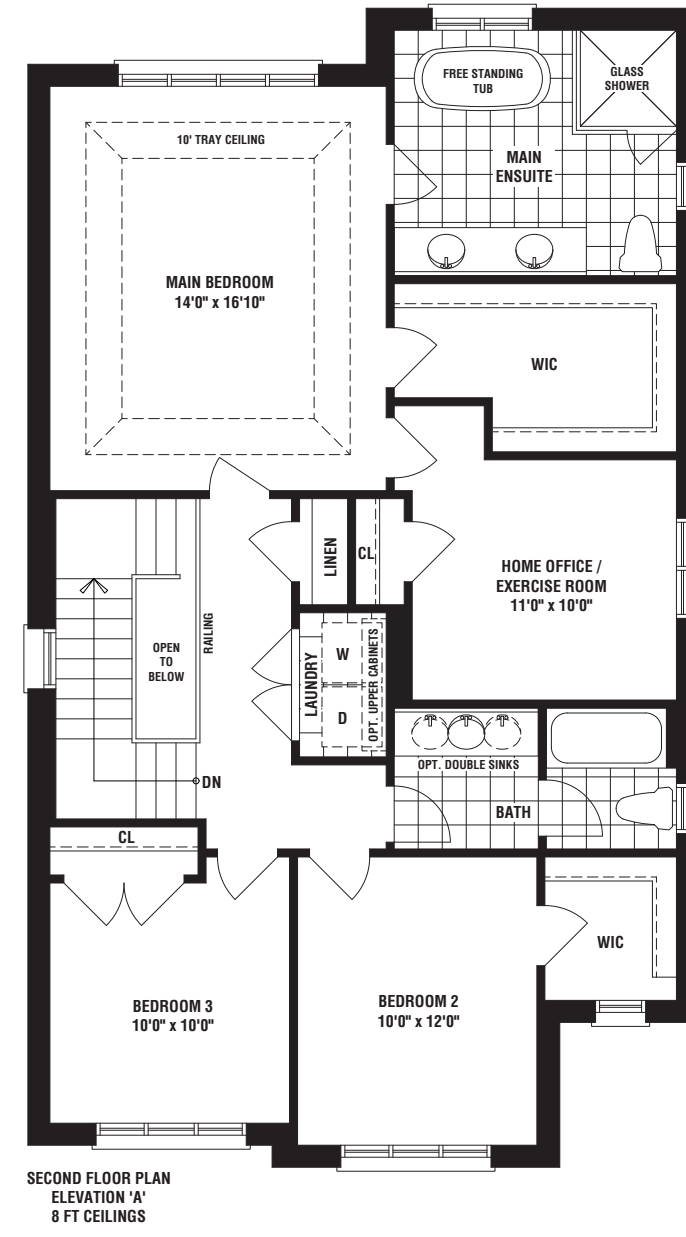 FREE STANDING
TUB
GLASS
SHOWER
10' TRAY CEILING
MAIN
ENSUITE
MAIN BEDROOM
14'0" x 16'10"
WIC
LINEN
CL
HOME OFFICE /
EXERCISE ROOM
11'0" x 10'0"
RAILING
OPEN
TO
BELOW
LAUNDRY
W
D
OPT. UPPER CABINETS
OPT. DOUBLE SINKS
DN
BATH
CL
WIC
BEDROOM 3
10'0" x 10'0"
BEDROOM 2
10'0" x 12'0"
SECOND FLOOR PLAN
ELEVATION 'A'
8 FT CEILINGS